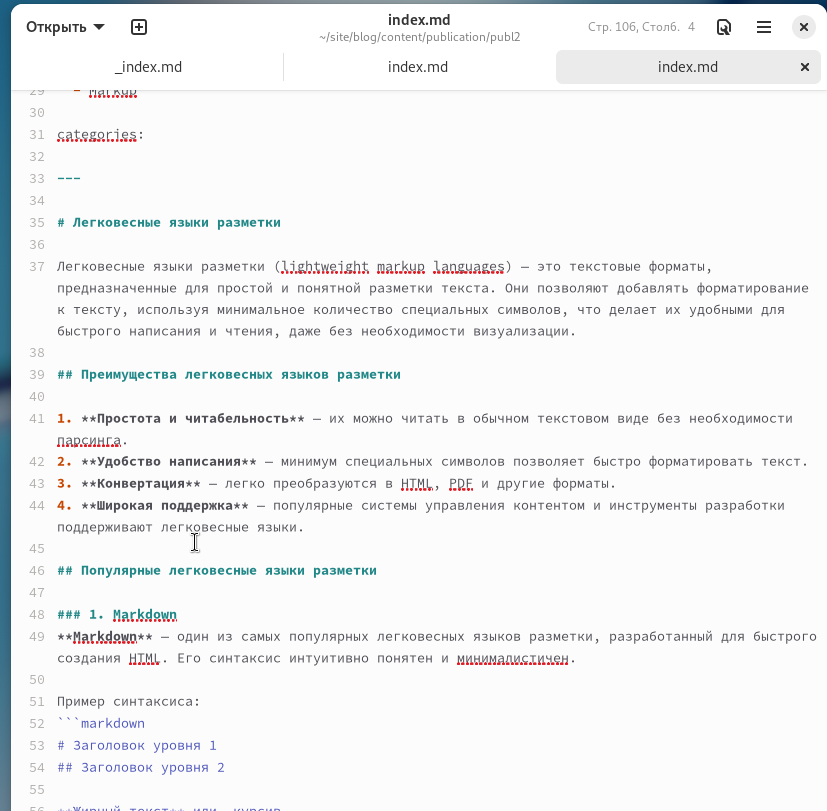 Открыть
index.md
~/site/blog/content/publication/publ2
Стр. 106, Столб. 4
_index.md
index.md
index.md
29 - Markup
30
31 categories:
32
33 ---
34
35 # Легковесные языки разметки
36
37 Легковесные языки разметки (lightweight markup languages) — это текстовые форматы,
предназначенные для простой и понятной разметки текста. Они позволяют добавлять форматирование
к тексту, используя минимальное количество специальных символов, что делает их удобными для
быстрого написания и чтения, даже без необходимости визуализации.
38
39 ## Преимущества легковесных языков разметки
40
41 1. **Простота и читабельность** — их можно читать в обычном текстовом виде без необходимости
парсинга.
42 2. **Удобство написания** — минимум специальных символов позволяет быстро форматировать текст.
43 3. **Конвертация** — легко преобразуются в HTML, PDF и другие форматы.
44 4. **Широкая поддержка** — популярные системы управления контентом и инструменты разработки
поддерживают легковесные языки.
45
46 ## Популярные легковесные языки разметки
47
48 ### 1. Markdown
49 **Markdown** — один из самых популярных легковесных языков разметки, разработанный для быстрого
создания HTML. Его синтаксис интуитивно понятен и минималистичен.
50
51 Пример синтаксиса:
52 ```markdown
53 # Заголовок уровня 1
54 ## Заголовок уровня 2
55
56 **Жирный текст** или